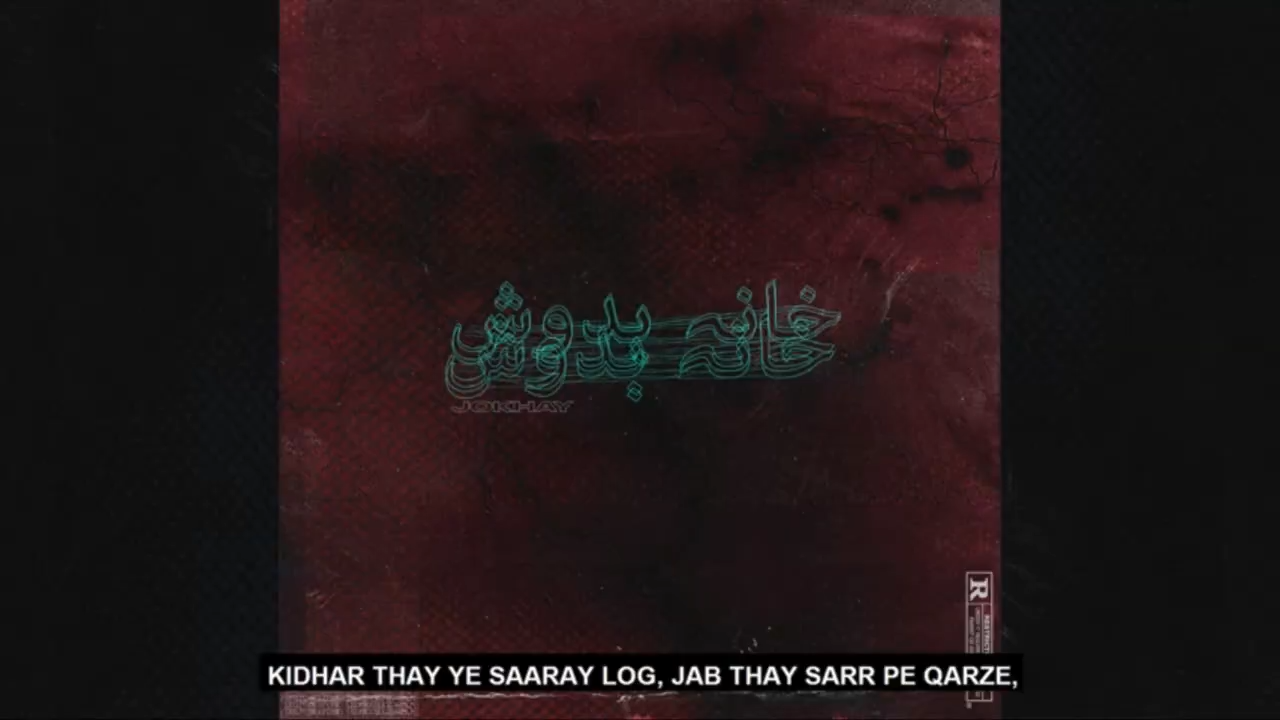 خانہ بدوش
JOKHAY
R
KIDHAR THAY YE SAARAY LOG, JAB THAY SARR PE QARZE,